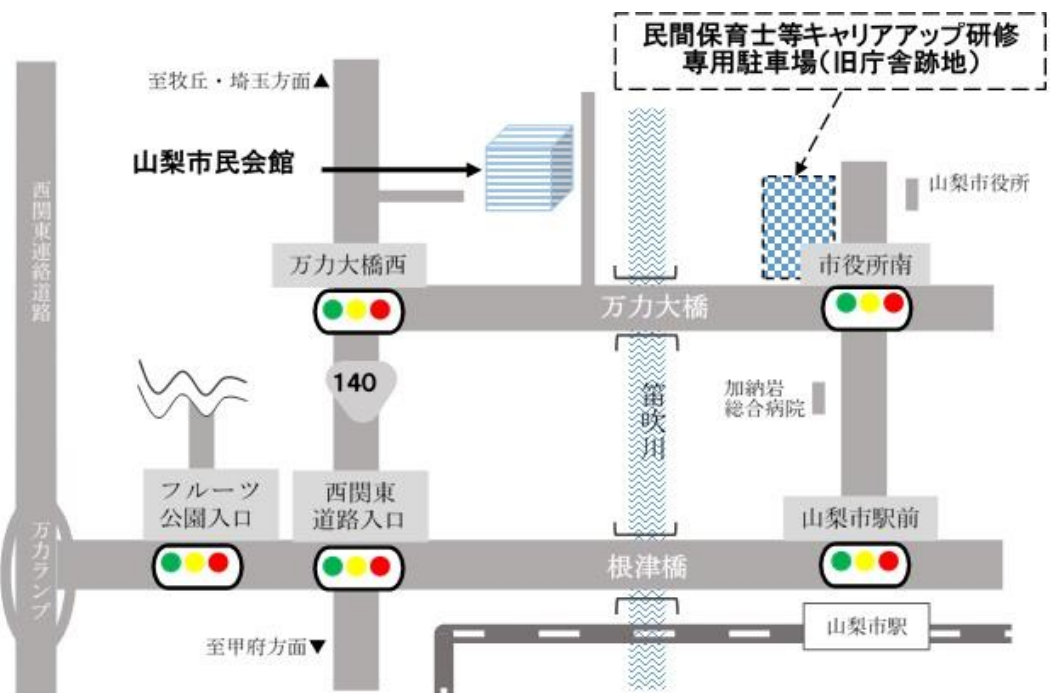 民間保育士等キャリアアップ研修
専用駐車場（旧庁舎跡地）
至牧丘・埼玉方面▲
山梨市民会館
山梨市役所
西関東連絡道路
万力大橋西
市役所南
万力大橋
140
加納岩
総合病院
笛吹川
フルーツ
公園入口
西関東
道路入口
山梨市駅前
万力ランプ
根津橋
山梨市駅
至甲府方面▼